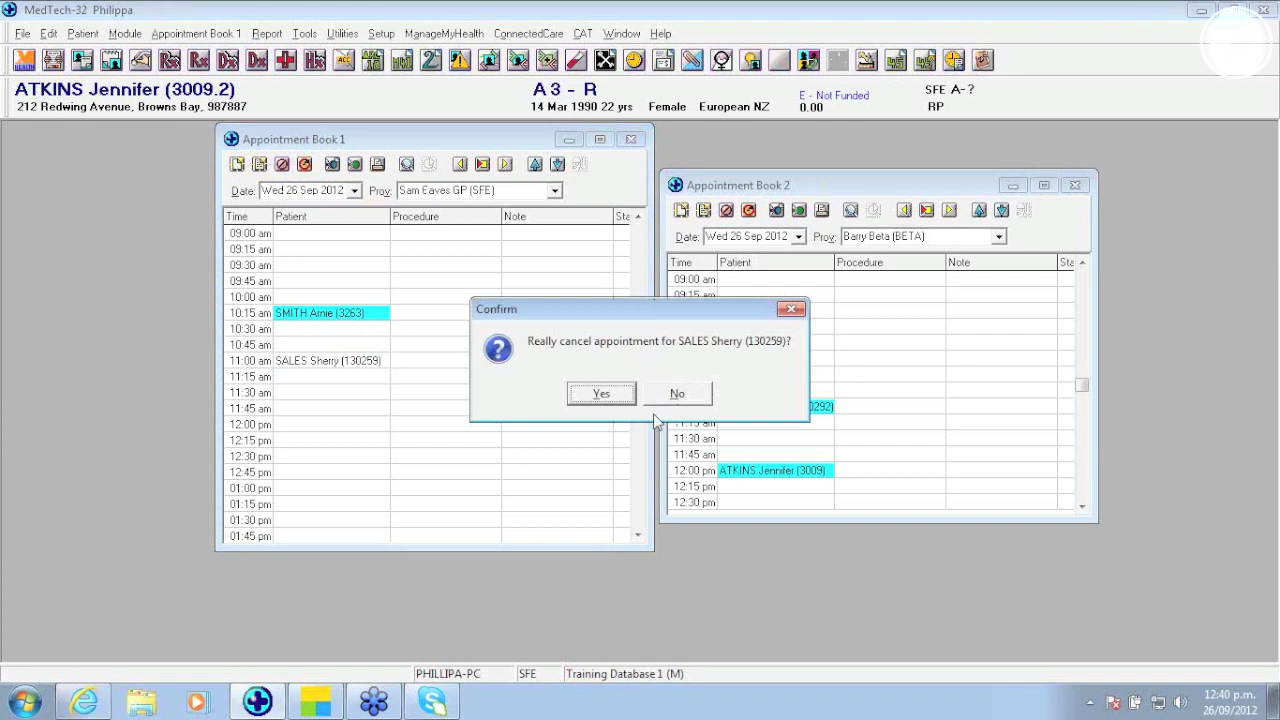 MedTech-32 Philippa
File Edit Patient Module Appointment Book 1 Report Tools Utilities Setup ManageMyHealth ConnectedCare CAT Window Help
ATKINS Jennifer (3009.2) A 3 - R E - Not Funded SFE A-?
212 Redwing Avenue, Browns Bay, 987887 14 Mar 1990 22 yrs Female European NZ 0.00 RP
Appointment Book 1
Date: Wed 26 Sep 2012 Prov: Sam Eaves GP (SFE)
Time Patient Procedure Note Sta
09:00 am
09:15 am
09:30 am
09:45 am
10:00 am
10:15 am SMITH Arnie (3263)
10:30 am
10:45 am
11:00 am SALES Sherry (130259)
11:15 am
11:30 am
11:45 am
12:00 pm
12:15 pm
12:30 pm
12:45 pm
01:00 pm
01:15 pm
01:30 pm
01:45 pm
Appointment Book 2
Date: Wed 26 Sep 2012 Prov: Barry Beta (BETA)
Time Patient Procedure Note Sta
09:00 am
09:15 am
11:15 am
11:30 am
11:45 am
12:00 pm ATKINS Jennifer (3009)
12:15 pm
12:30 pm
Confirm
Really cancel appointment for SALES Sherry (130259)?
Yes No
PHILLIPA-PC SFE Training Database 1 (M)
12:40 p.m.
26/09/2012